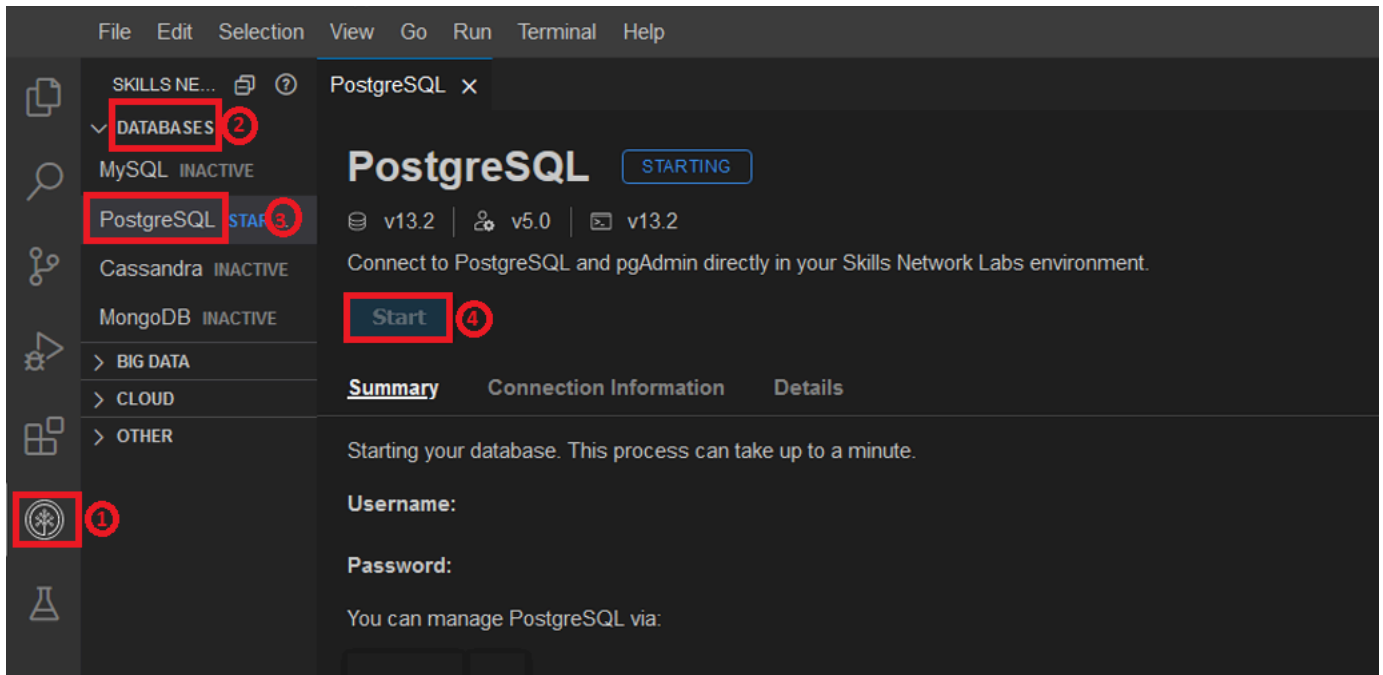 File Edit Selection View Go Run Terminal Help
SKILLS NE...
PostgreSQL
DATABASES 2
MySQL INACTIVE
PostgreSQL 3
Cassandra INACTIVE
MongoDB INACTIVE
BIG DATA
CLOUD
OTHER
1
PostgreSQL STARTING
v13.2 v5.0 v13.2
Connect to PostgreSQL and pgAdmin directly in your Skills Network Labs environment.
Start 4
Summary Connection Information Details
Starting your database. This process can take up to a minute.
Username:
Password:
You can manage PostgreSQL via: